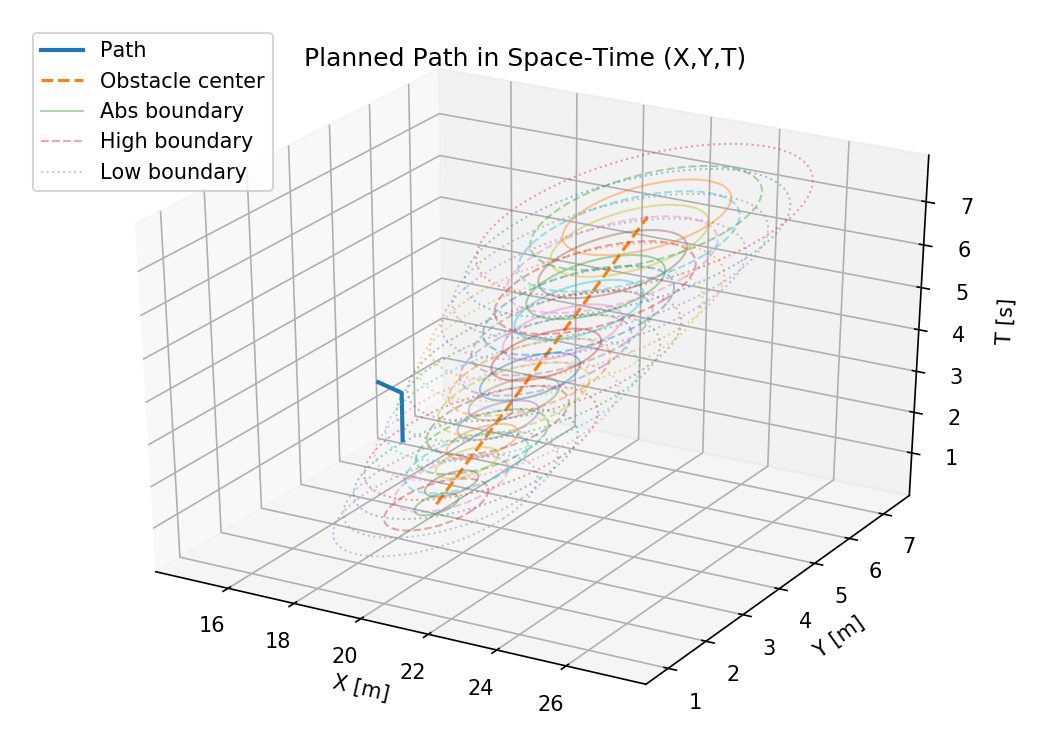 Planned Path in Space-Time (X,Y,T)
Path
Obstacle center
Abs boundary
High boundary
Low boundary
7
6
5
4
3
2
1
T [s]
7
6
5
4
3
2
1
Y [m]
16
18
20
22
24
26
X [m]